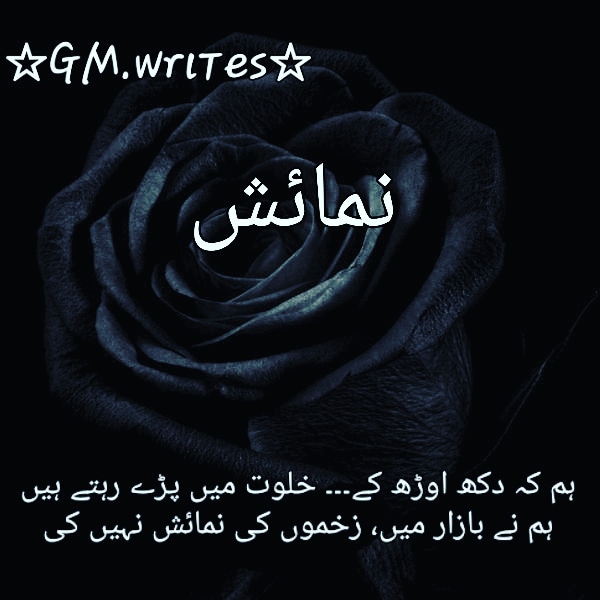 ☆GM.writes☆
نمائش
ہم کہ دکھ اوڑھ کے... خلوت میں پڑے رہتے ہیں
ہم نے بازار میں، زخموں کی نمائش نہیں کی